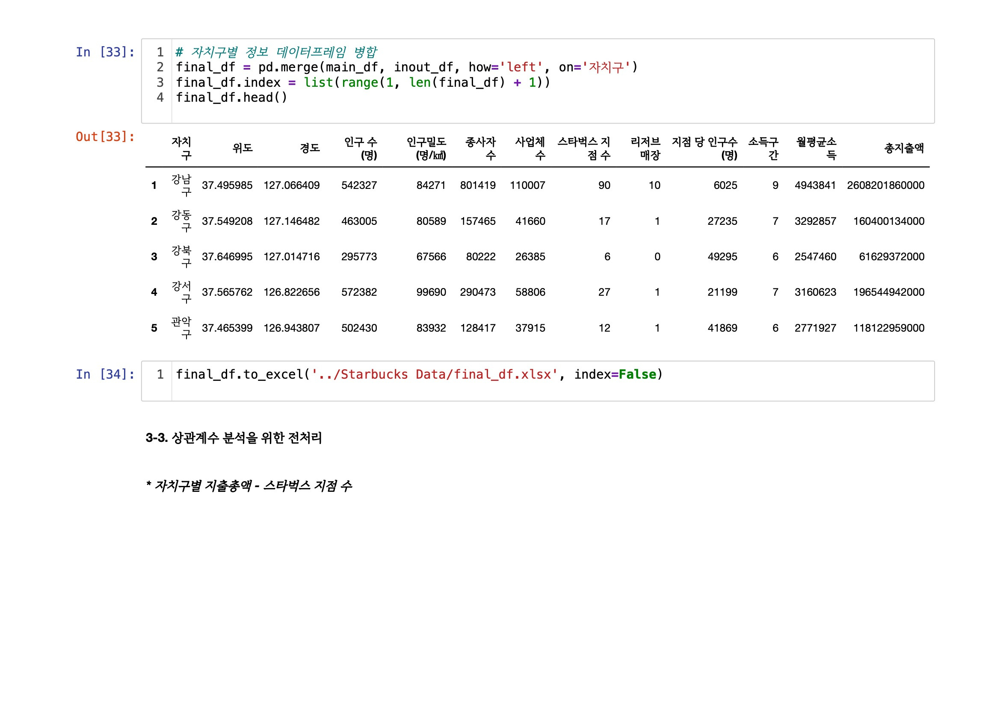 In [33]:
1 # 자치구별 정보 데이터프레임 병합
2 final_df = pd.merge(main_df, inout_df, how='left', on='자치구')
3 final_df.index = list(range(1, len(final_df) + 1))
4 final_df.head()
Out[33]:
자치구 위도 경도 인구 수(명) 인구밀도(명/㎢) 종사자수 사업체수 스타벅스 지점 수 리저브매장 지점 당 인구수(명) 소득구간 월평균소득 총지출액
1 강남구 37.495985 127.066409 542327 84271 801419 110007 90 10 6025 9 4943841 2608201860000
2 강동구 37.549208 127.146482 463005 80589 157465 41660 17 1 27235 7 3292857 160400134000
3 강북구 37.646995 127.014716 295773 67566 80222 26385 6 0 49295 6 2547460 61629372000
4 강서구 37.565762 126.822656 572382 99690 290473 58806 27 1 21199 7 3160623 196544942000
5 관악구 37.465399 126.943807 502430 83932 128417 37915 12 1 41869 6 2771927 118122959000
In [34]:
1 final_df.to_excel('../Starbucks Data/final_df.xlsx', index=False)
3-3. 상관계수 분석을 위한 전처리
* 자치구별 지출총액 - 스타벅스 지점 수